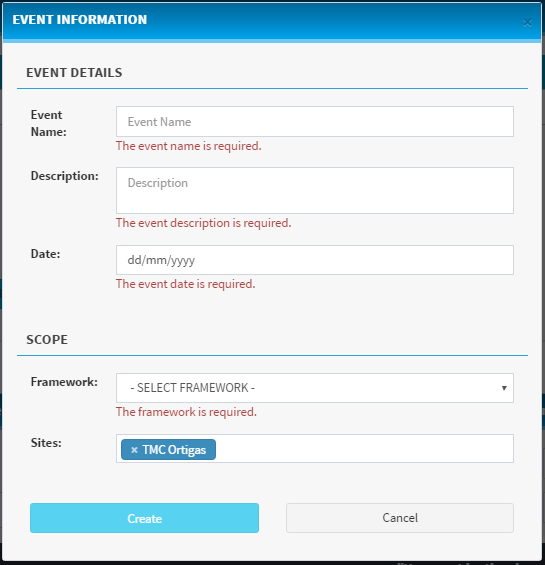 EVENT INFORMATION
×
EVENT DETAILS
Event
Name:
Event Name
The event name is required.
Description:
Description
The event description is required.
Date:
dd/mm/yyyy
The event date is required.
SCOPE
Framework:
- SELECT FRAMEWORK -
The framework is required.
Sites:
× TMC Ortigas
Create
Cancel